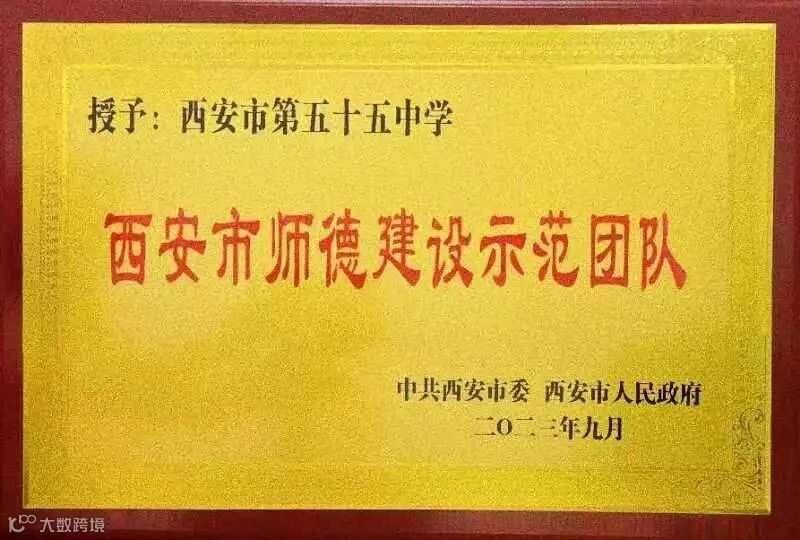 授予：西安市第五十五中学
西安市师德建设示范团队
中共西安市委 西安市人民政府
二〇二三年九月
大数跨境